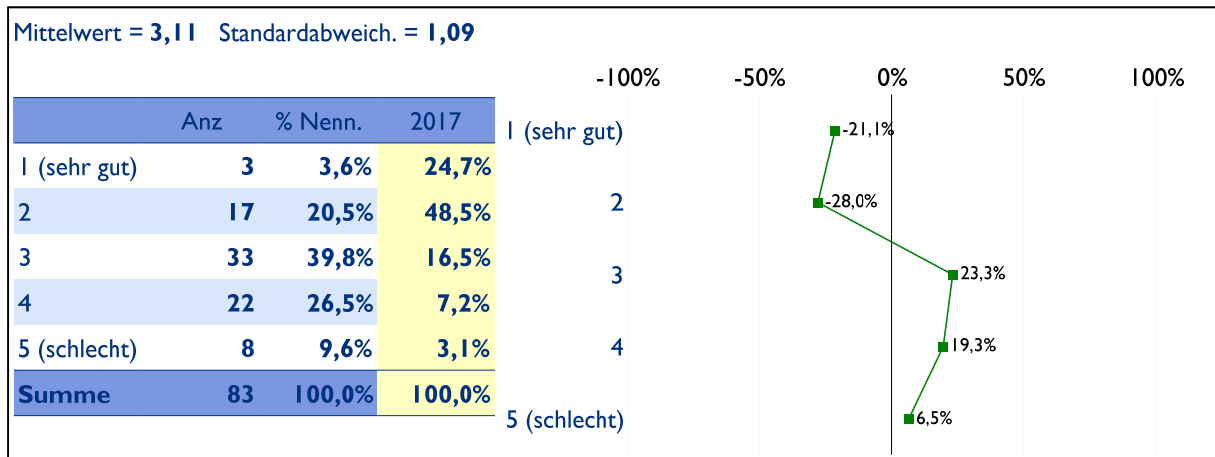 Mittelwert = 3,11 Standardabweich. = 1,09
Anz % Nenn. 2017
1 (sehr gut) 3 3,6% 24,7%
2 17 20,5% 48,5%
3 33 39,8% 16,5%
4 22 26,5% 7,2%
5 (schlecht) 8 9,6% 3,1%
Summe 83 100,0% 100,0%
-100% -50% 0% 50% 100%
1 (sehr gut) -21,1%
2 -28,0%
3 23,3%
4 19,3%
5 (schlecht) 6,5%